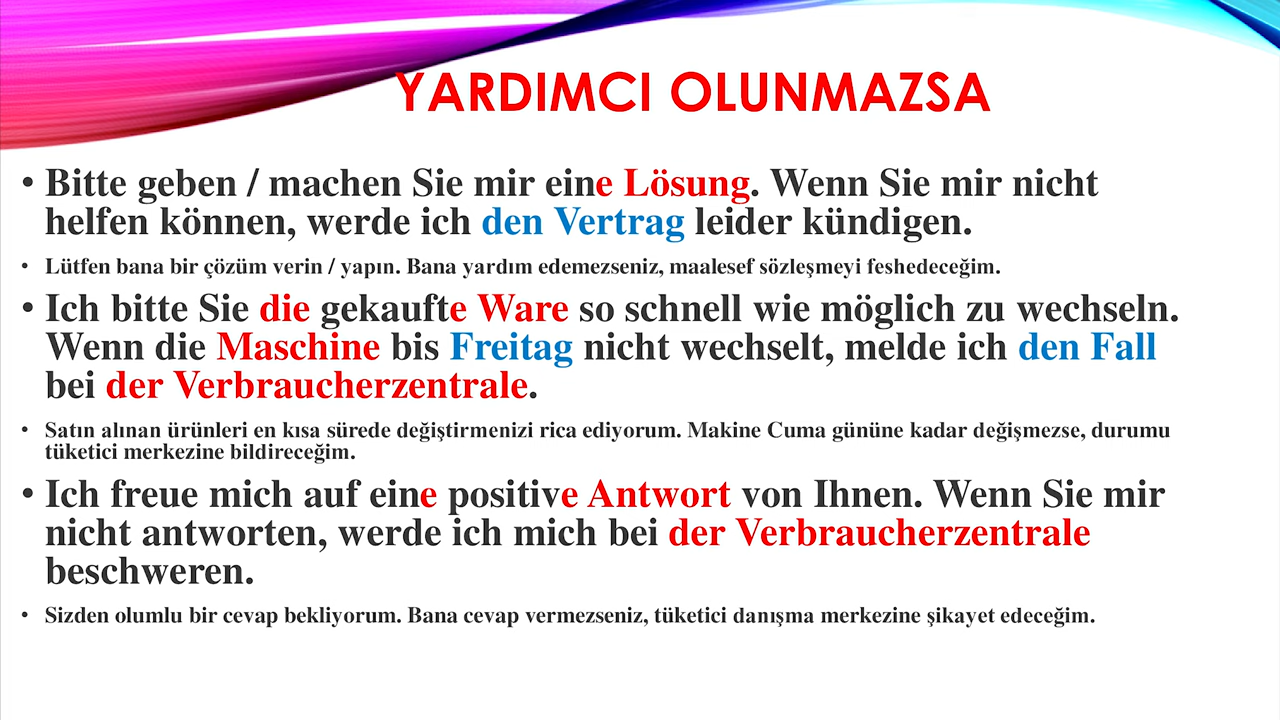 YARDIMCI OLUNMAZSA
• Bitte geben / machen Sie mir eine Lösung. Wenn Sie mir nicht
helfen können, werde ich den Vertrag leider kündigen.
• Lütfen bana bir çözüm verin / yapın. Bana yardım edemezseniz, maalesef sözleşmeyi feshedeceğim.
• Ich bitte Sie die gekaufte Ware so schnell wie möglich zu wechseln.
Wenn die Maschine bis Freitag nicht wechselt, melde ich den Fall
bei der Verbraucherzentrale.
• Satın alınan ürünleri en kısa sürede değiştirmenizi rica ediyorum. Makine Cuma gününe kadar değişmezse, durumu
tüketici merkezine bildireceğim.
• Ich freue mich auf eine positive Antwort von Ihnen. Wenn Sie mir
nicht antworten, werde ich mich bei der Verbraucherzentrale
beschweren.
• Sizden olumlu bir cevap bekliyorum. Bana cevap vermezseniz, tüketici danışma merkezine şikayet edeceğim.